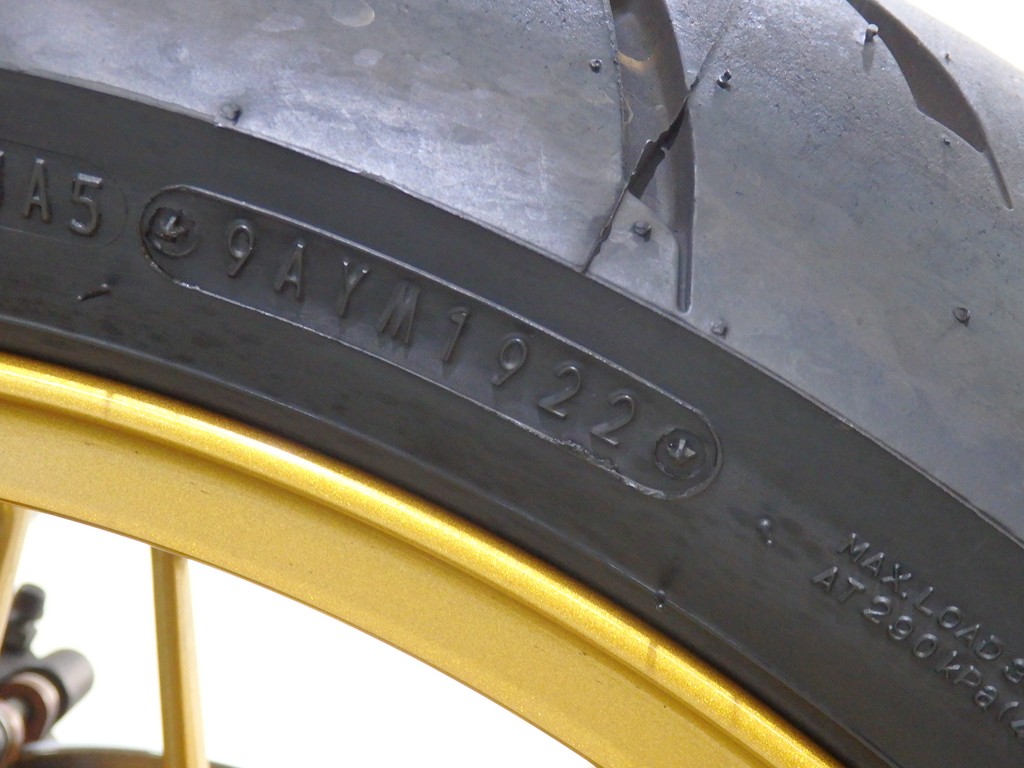 A5
9AYM1922
MAX. LOAD
AT 290 kPa